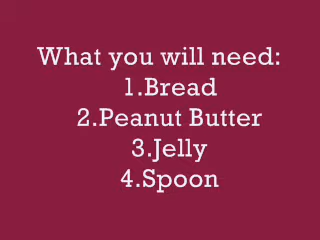 What you will need:
1.Bread
2.Peanut Butter
3.Jelly
4.Spoon